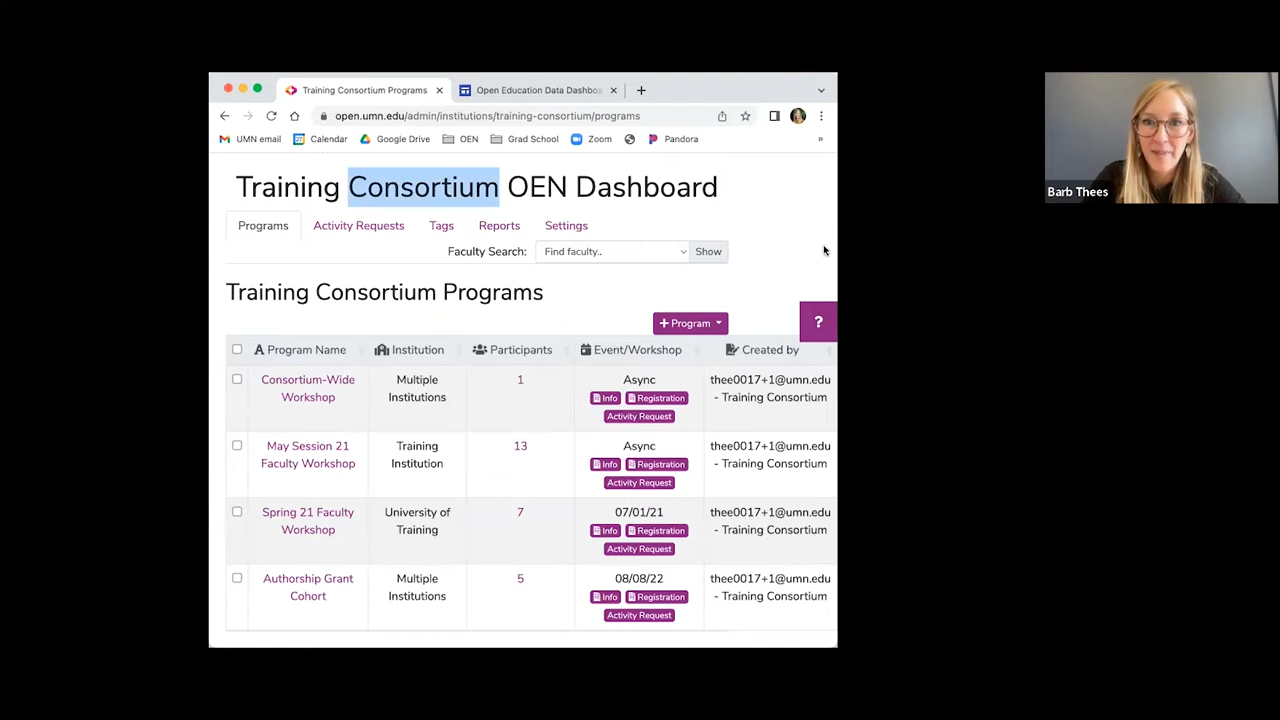 Training Consortium Programs
Open Education Data Dashboa
open.umn.edu/admin/institutions/training-consortium/programs
UMN email Calendar Google Drive OEN Grad School Zoom Pandora »
Training Consortium OEN Dashboard
Programs Activity Requests Tags Reports Settings
Faculty Search: Find faculty.. Show
Training Consortium Programs
+ Program
?
Program Name Institution Participants Event/Workshop Created by
Consortium-Wide Workshop
Multiple Institutions
1
Async
Info Registration
Activity Request
thee0017+1@umn.edu
- Training Consortium
May Session 21
Faculty Workshop
Training
Institution
13
Async
Info Registration
Activity Request
thee0017+1@umn.edu
- Training Consortium
Spring 21 Faculty
Workshop
University of
Training
7
07/01/21
Info Registration
Activity Request
thee0017+1@umn.edu
- Training Consortium
Authorship Grant
Cohort
Multiple
Institutions
5
08/08/22
Info Registration
Activity Request
thee0017+1@umn.edu
- Training Consortium
Barb Thees